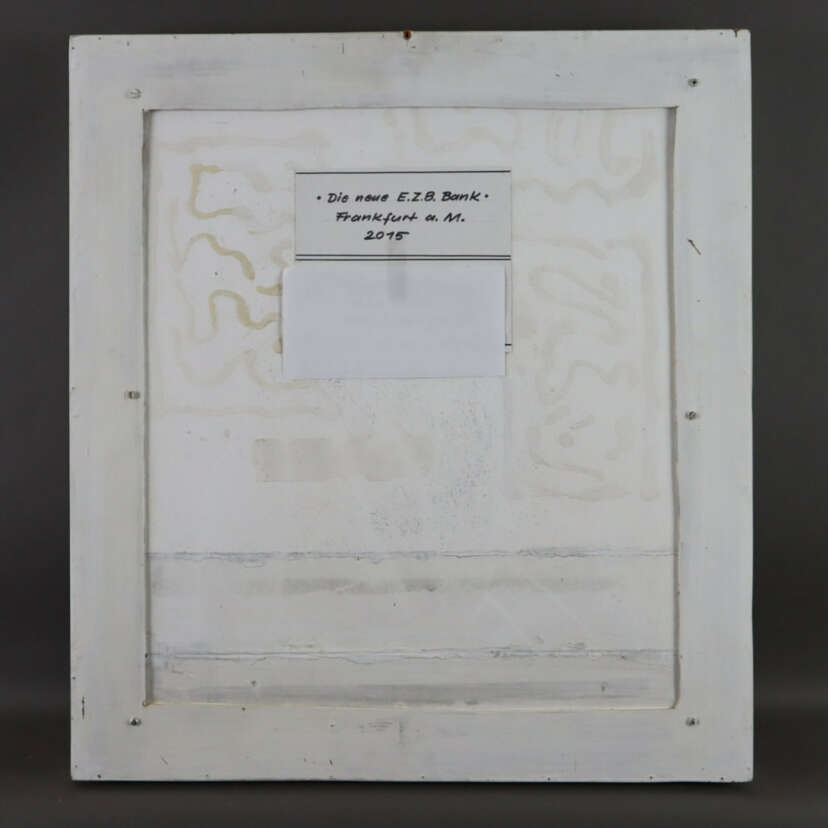 • Die neue E.Z.B. Bank •
Frankfurt a. M.
2015